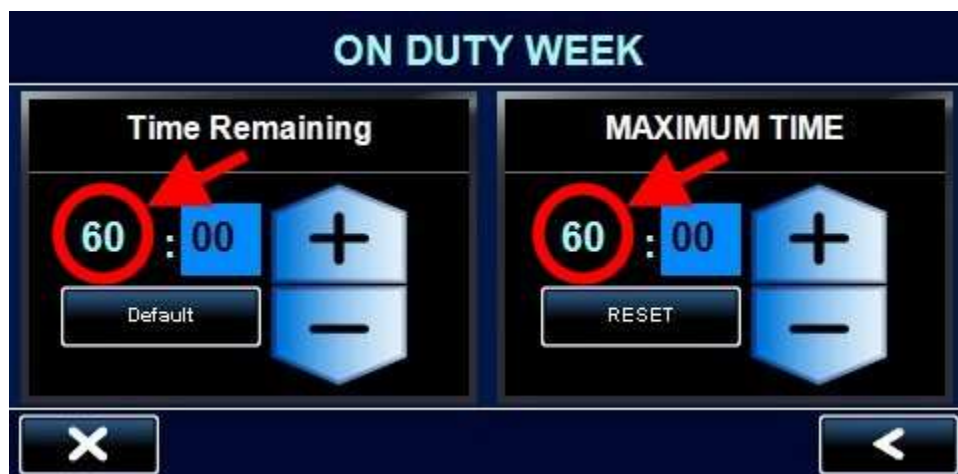 ON DUTY WEEK
Time Remaining
60 : 00
Default
MAXIMUM TIME
60 : 00
RESET